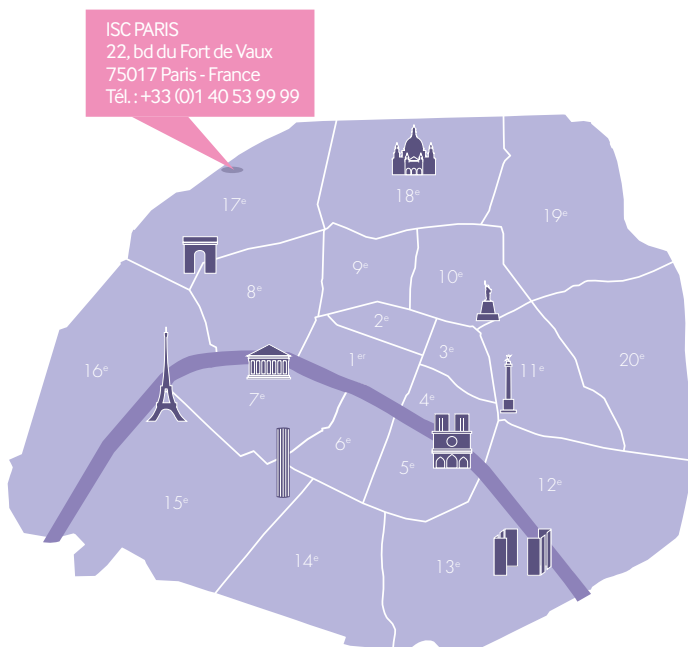 ISC PARIS
22, bd du Fort de Vaux
75017 Paris - France
Tél. : +33 (0)1 40 53 99 99
17e
18e
19e
9e
10e
8e
2e
1er
3e
11e
20e
16e
7e
4e
6e
5e
12e
15e
14e
13e